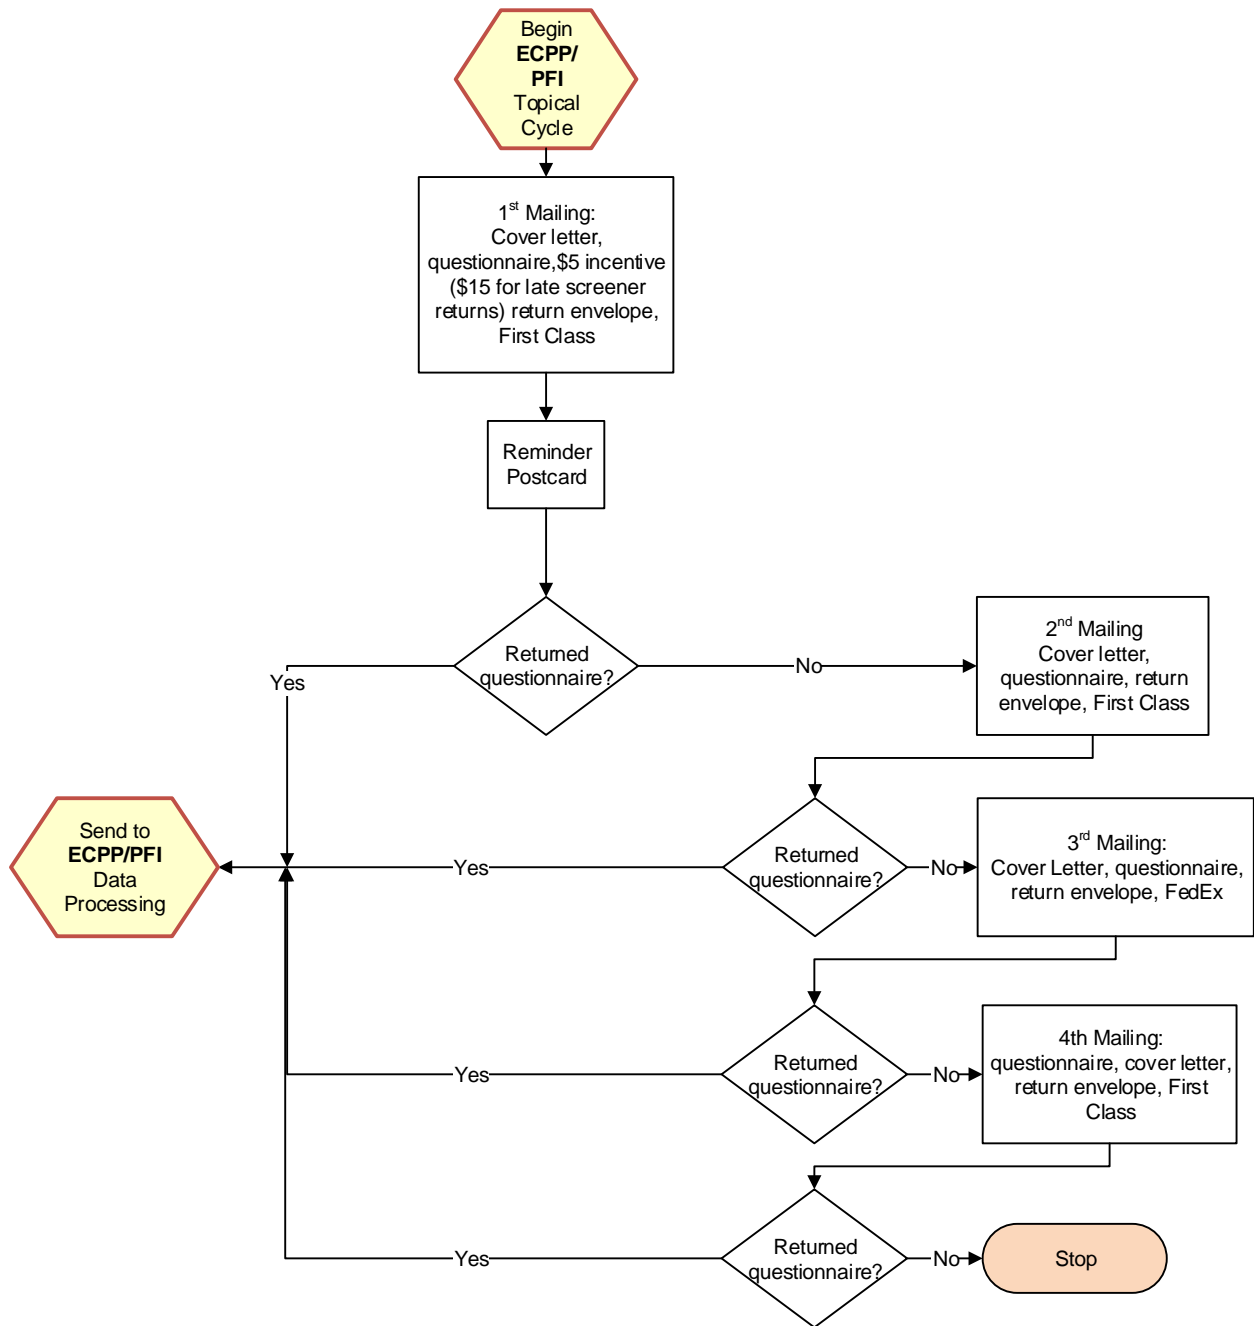 Begin
ECPP/
PFI
Topical
Cycle
1st Mailing:
Cover letter,
questionnaire,$5 incentive
($15 for late screener
returns) return envelope,
First Class
Reminder
Postcard
Returned
questionnaire?
Yes
No
2nd Mailing
Cover letter,
questionnaire, return
envelope, First Class
Send to
ECPP/PFI
Data
Processing
Yes
Returned
questionnaire?
No
3rd Mailing:
Cover Letter, questionnaire,
return envelope, FedEx
Yes
Returned
questionnaire?
No
4th Mailing:
questionnaire, cover letter,
return envelope, First
Class
Yes
Returned
questionnaire?
No
Stop